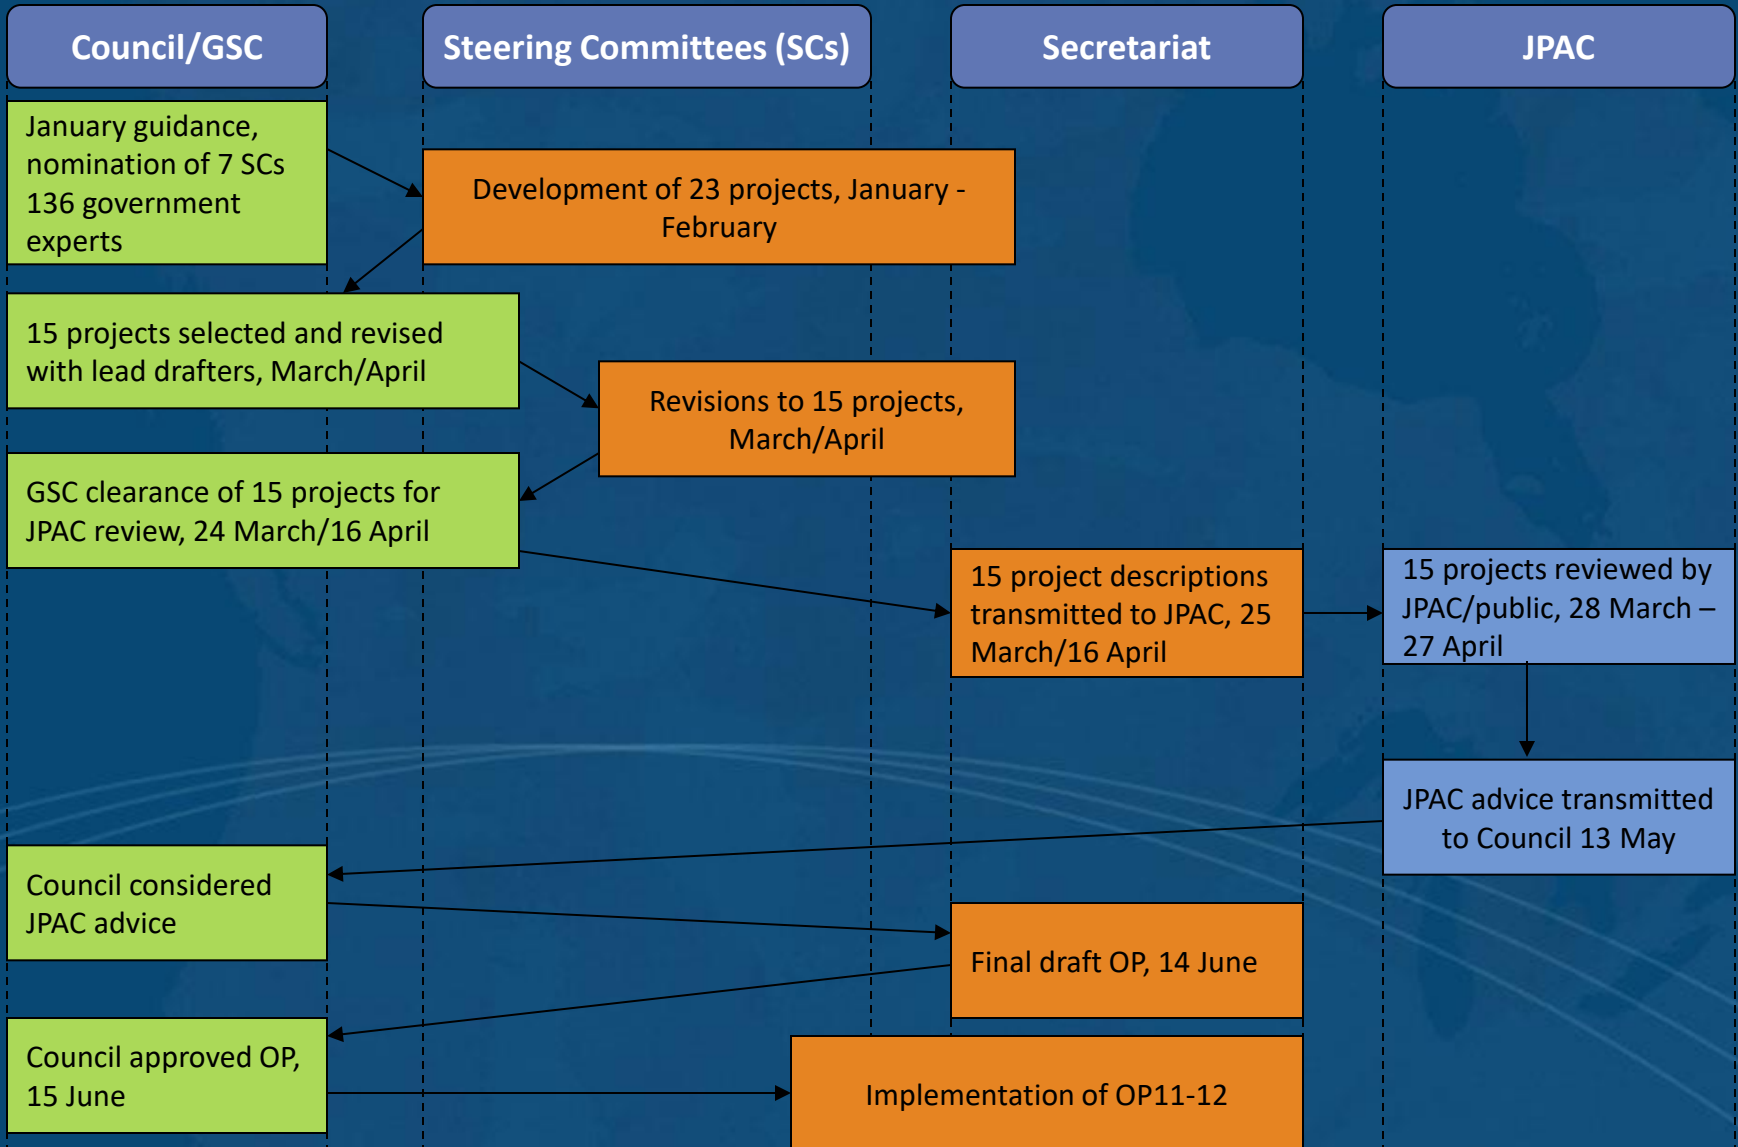 Council/GSC
Steering Committees (SCs)
Secretariat
JPAC
January guidance,
nomination of 7 SCs
136 government
experts
Development of 23 projects, January -
February
15 projects selected and revised
with lead drafters, March/April
Revisions to 15 projects,
March/April
GSC clearance of 15 projects for
JPAC review, 24 March/16 April
15 project descriptions
transmitted to JPAC, 25
March/16 April
15 projects reviewed by
JPAC/public, 28 March –
27 April
JPAC advice transmitted
to Council 13 May
Council considered
JPAC advice
Final draft OP, 14 June
Council approved OP,
15 June
Implementation of OP11-12